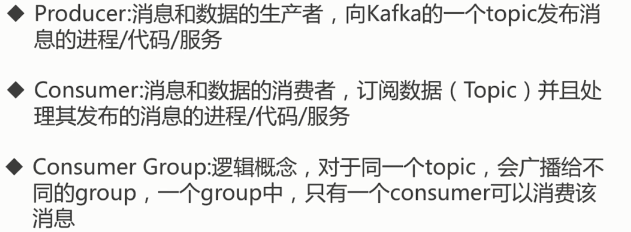 ◆ Producer:消息和数据的生产者，向Kafka的一个topic发布消
息的进程/代码/服务
◆ Consumer:消息和数据的消费者，订阅数据（Topic）并且处
理其发布的消息的进程/代码/服务
◆ Consumer Group:逻辑概念，对于同一个topic，会广播给不
同的group，一个group中，只有一个consumer可以消费该
消息